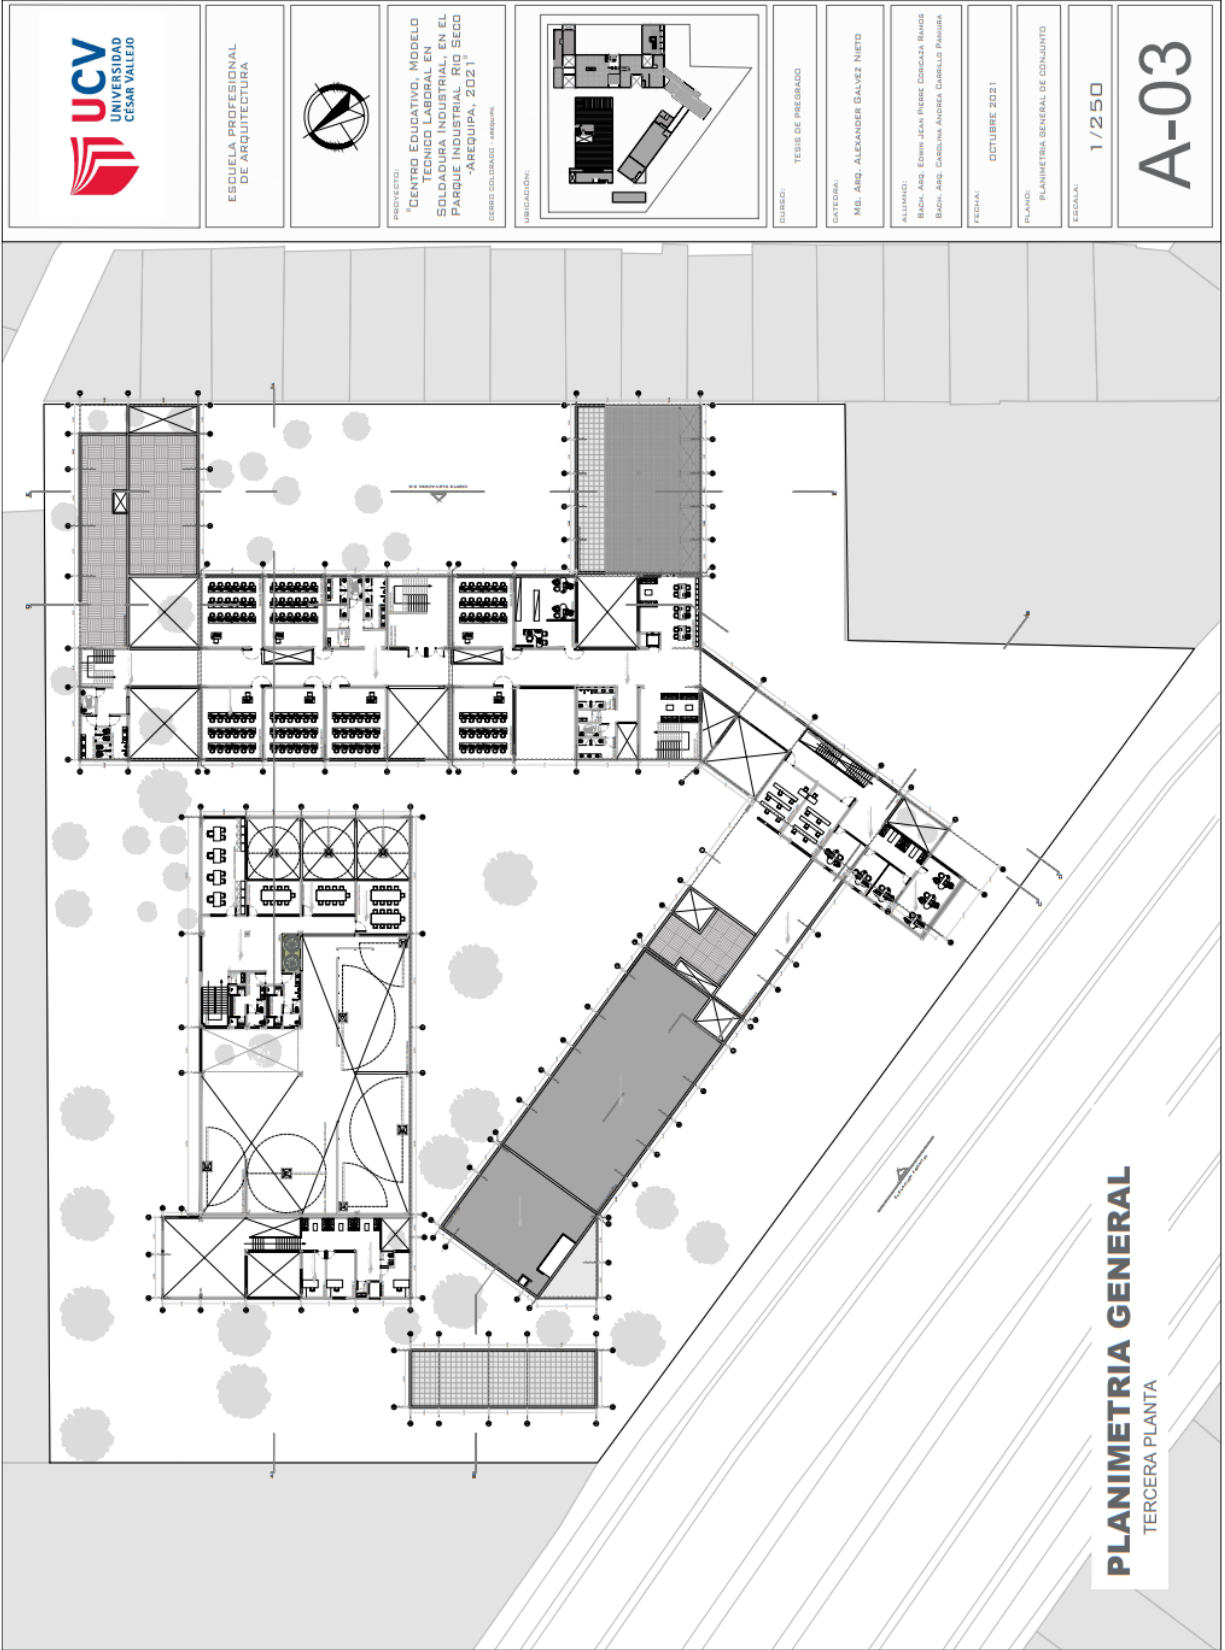 UCV
UNIVERSIDAD
CÉSAR VALLEJO
ESCUELA PROFESIONAL
DE ARQUITECTURA
PROYECTO:
"CENTRO EDUCATIVO, MODELO
TECNICO LABORAL EN
SOLDADURA INDUSTRIAL, EN EL
PARQUE INDUSTRIAL RIO SECO
-AREQUIPA, 2021"
CERRO COLORADO - AREQUIPA
UBICACIÓN:
CURSO:
TESIS DE PREGRADO
CATEDRA:
MG. ARQ. ALEXANDER GALVEZ NIETO
ALUMNO:
BACH. ARQ. EDWIN JEAN PIERRE CORICAZA RAMOS
BACH. ARQ. CAROLINA ANDREA CARRILLO PANIURA
FECHA:
OCTUBRE 2021
PLANO:
PLANIMETRIA GENERAL DE CONJUNTO
ESCALA:
1/250
A-03
PLANIMETRIA GENERAL
TERCERA PLANTA